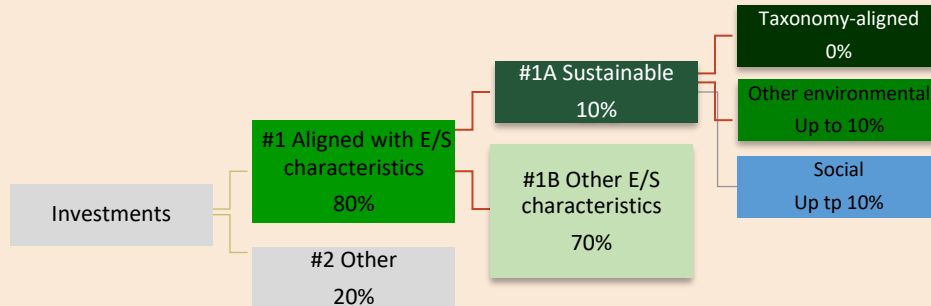 Investments
#1 Aligned with E/S
characteristics
80%
#2 Other
20%
#1A Sustainable
10%
#1B Other E/S
characteristics
70%
Taxonomy-aligned
0%
Other environmental
Up to 10%
Social
Up tp 10%